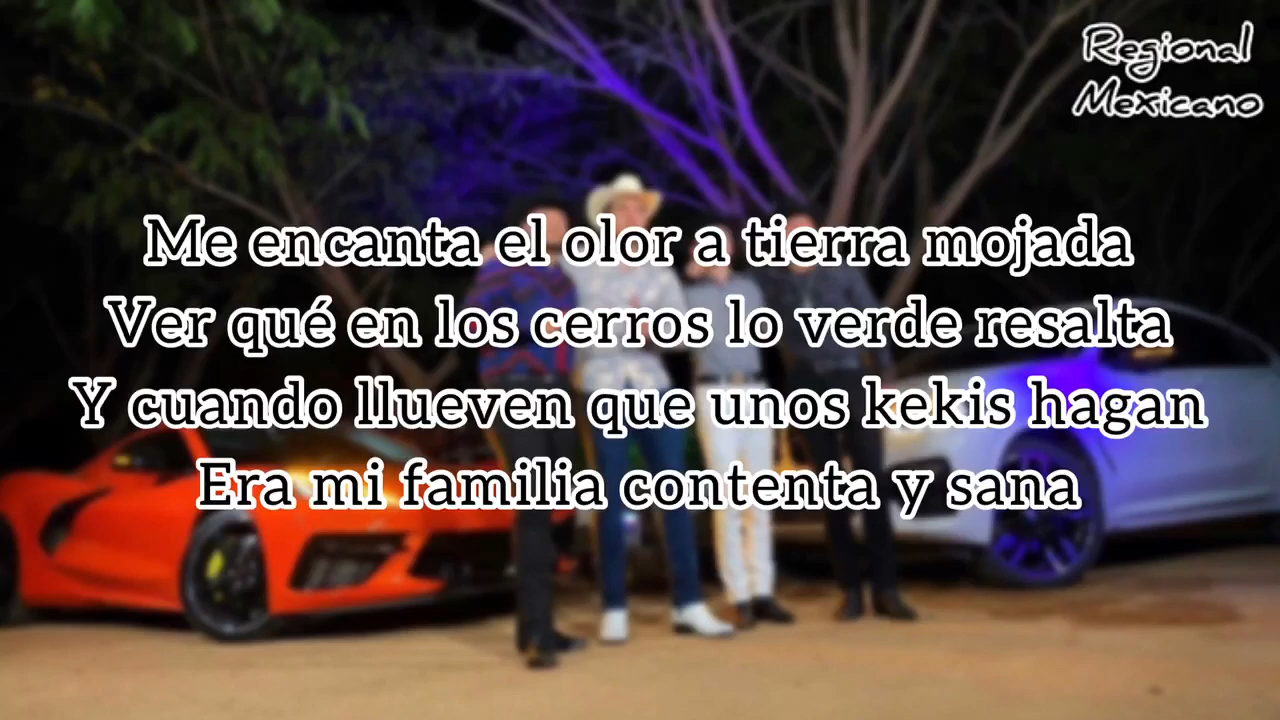 Regional
Mexicano
Me encanta el olor a tierra mojada
Ver qué en los cerros lo verde resalta
Y cuando llueven que unos kekis hagan
Era mi familia contenta y sana